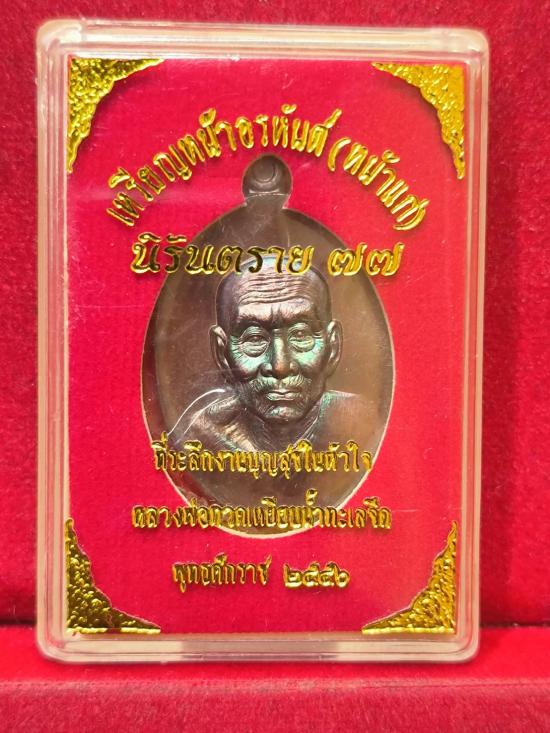 เหรียญหน้าอรหันต์ (หน้าแก่)
นิรันตราย ๗๗
ที่ระลึกงานบุญสุขในหัวใจ
หลวงพ่อทวดเหยียบน้ำทะเลจืด
พุทธศักราช ๒๕๕๖